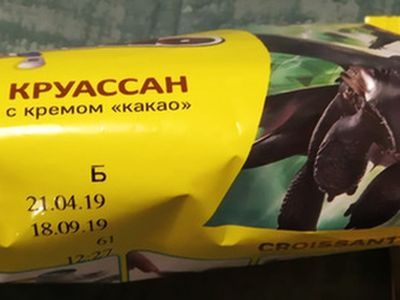 КРУАССАН
с кремом «какао»
Б
21.04.19
18.09.19
61
12:27
CROISSANT